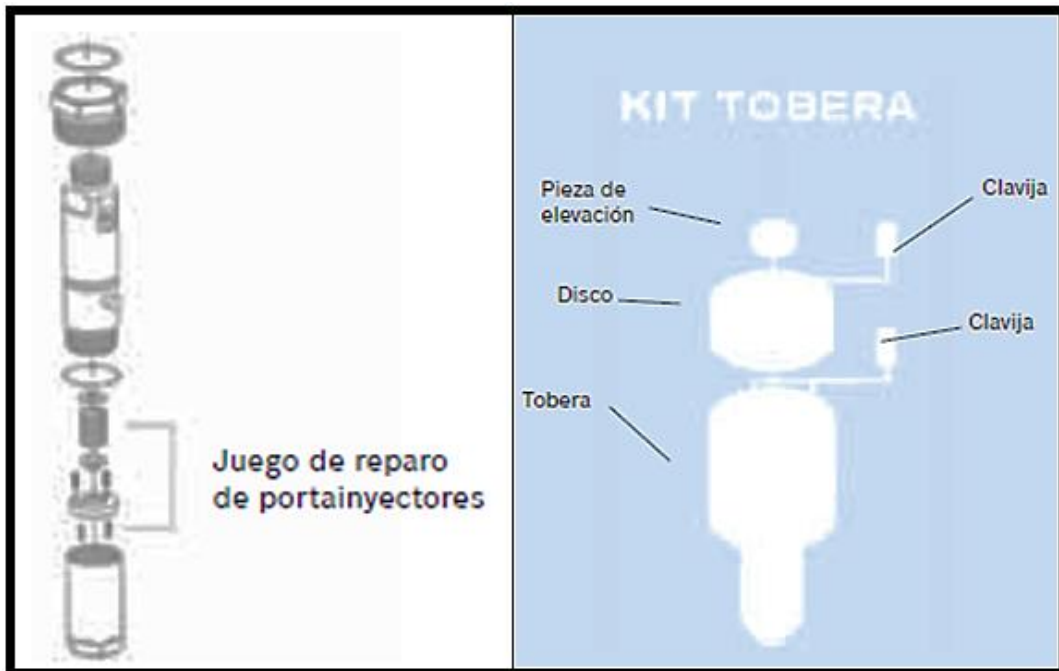 Juego de reparo
de portainyectores
KIT TOBERA
Pieza de
elevación
Clavija
Disco
Clavija
Tobera